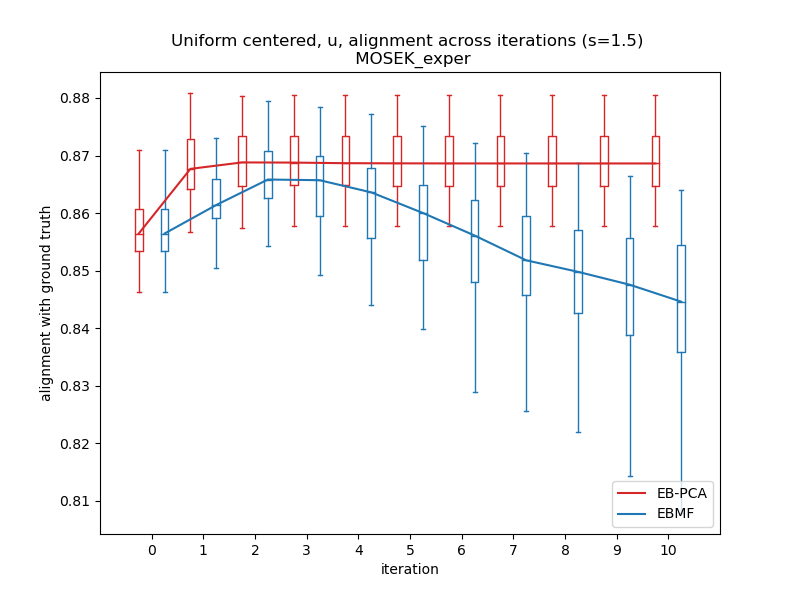 Uniform centered, u, alignment across iterations (s=1.5)
MOSEK_exper
0.88
0.87
0.86
0.85
0.84
0.83
0.82
0.81
alignment with ground truth
0 1 2 3 4 5 6 7 8 9 10
iteration
EB-PCA
EBMF